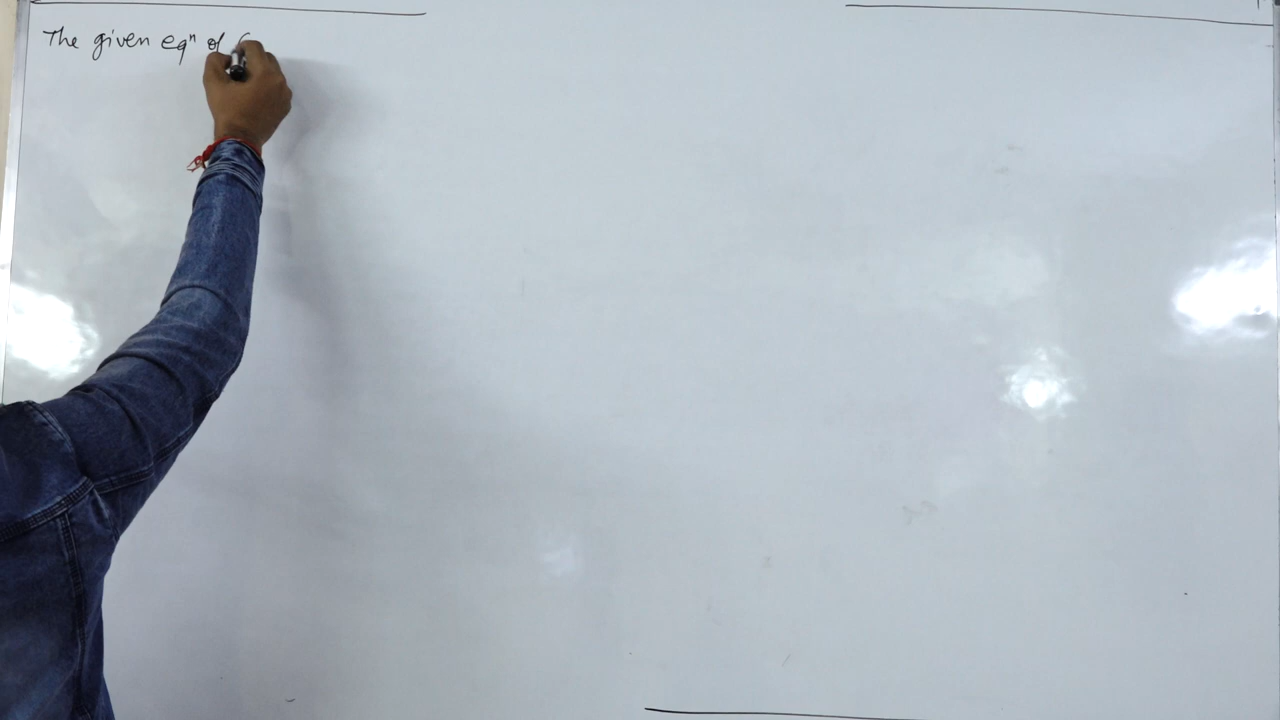 The given eqⁿ of